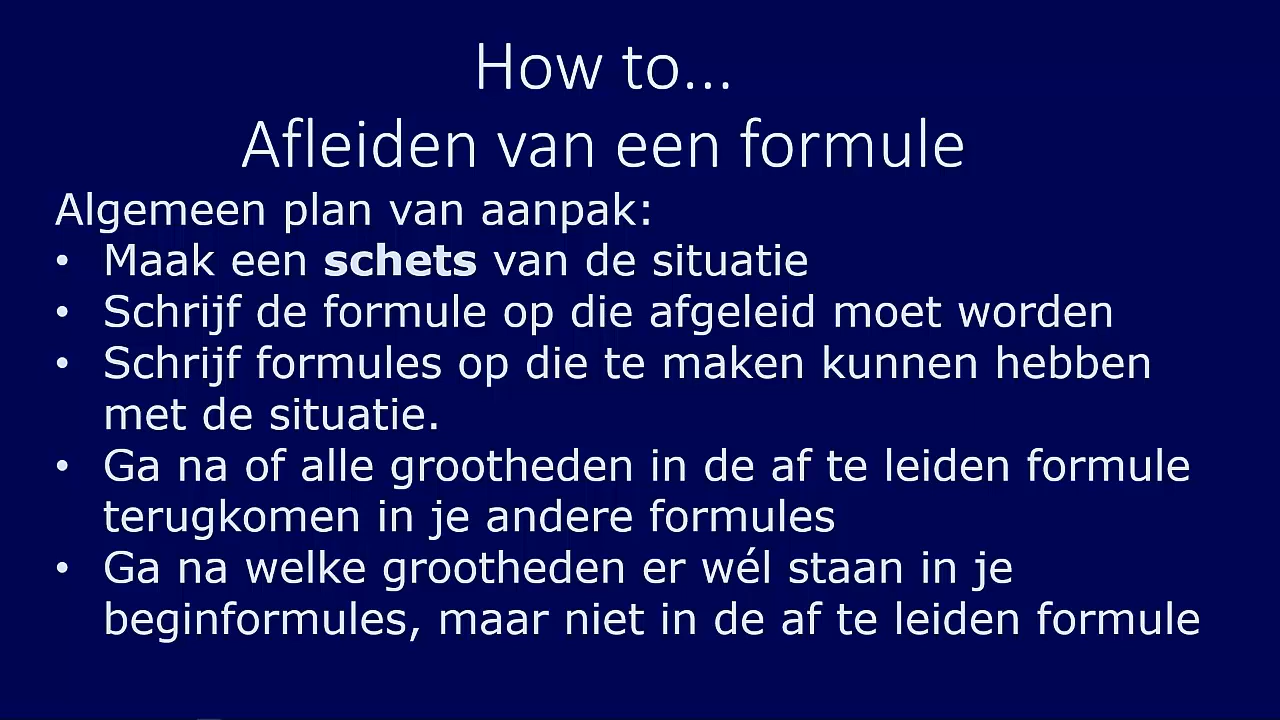 How to...
Afleiden van een formule
Algemeen plan van aanpak:
• Maak een schets van de situatie
• Schrijf de formule op die afgeleid moet worden
• Schrijf formules op die te maken kunnen hebben
met de situatie.
• Ga na of alle grootheden in de af te leiden formule
terugkomen in je andere formules
• Ga na welke grootheden er wél staan in je
beginformules, maar niet in de af te leiden formule